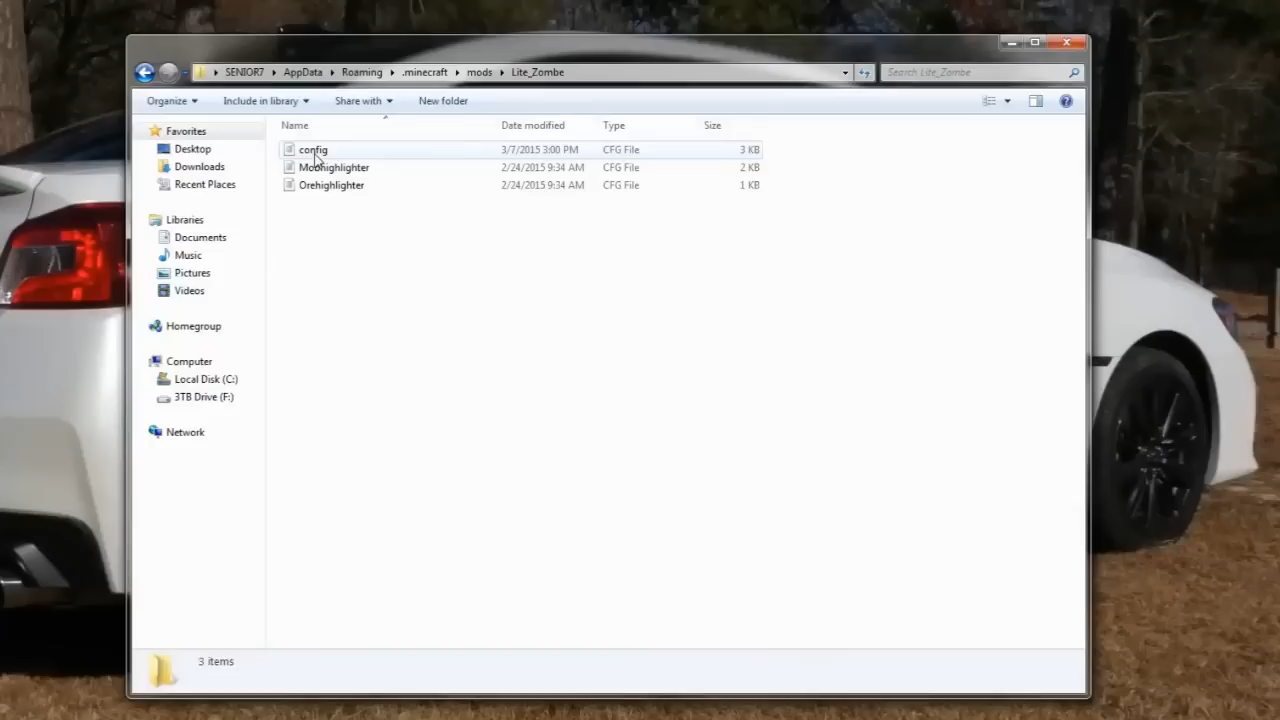 SENIOR7 AppData Roaming .minecraft mods Lite_Zombe Search Lite_Zombe
Organize Include in library Share with New folder
Name Date modified Type Size
config 3/7/2015 3:00 PM CFG File 3 KB
Mobhighlighter 2/24/2015 9:34 AM CFG File 2 KB
Orehighlighter 2/24/2015 9:34 AM CFG File 1 KB
Favorites
Desktop
Downloads
Recent Places
Libraries
Documents
Music
Pictures
Videos
Homegroup
Computer
Local Disk (C:)
3TB Drive (F:)
Network
3 items